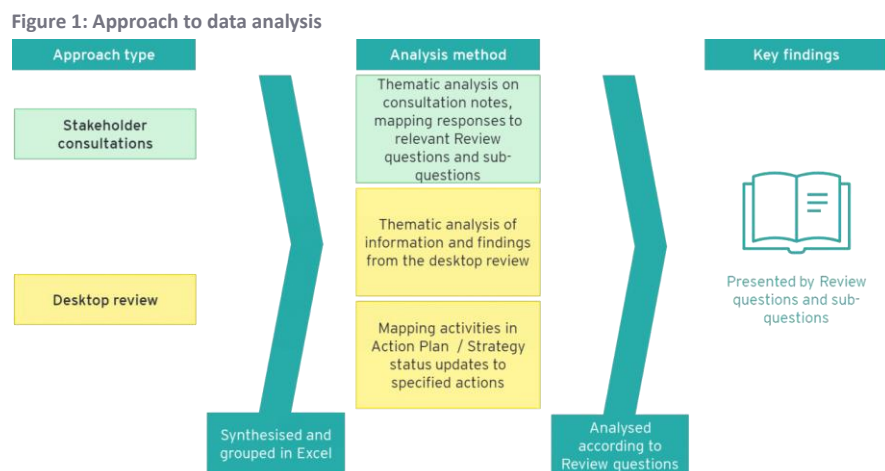 Figure 1: Approach to data analysis
Approach type
Analysis method
Key findings
Stakeholder
consultations
Thematic analysis on
consultation notes,
mapping responses to
relevant Review
questions and sub-
questions
Thematic analysis of
information and findings
from the desktop review
Desktop review
Mapping activities in
Action Plan / Strategy
status updates to
specified actions
Presented by Review
questions and sub-
questions
Synthesised and
grouped in Excel
Analysed
according to
Review questions